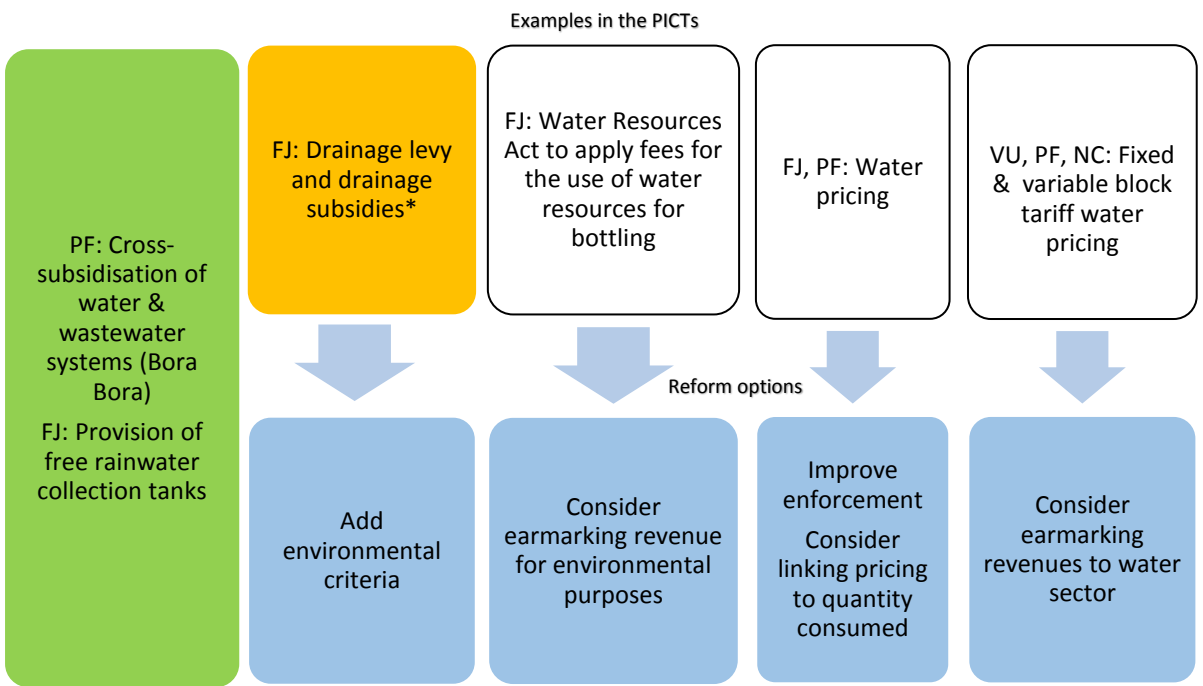 Examples in the PICTs
PF: Cross-
subsidisation of
water &
wastewater
systems (Bora
Bora)
FJ: Provision of
free rainwater
collection tanks
FJ: Drainage levy
and drainage
subsidies*
FJ: Water Resources
Act to apply fees for
the use of water
resources for
bottling
FJ, PF: Water
pricing
VU, PF, NC: Fixed
& variable block
tariff water
pricing
Reform options
Add
environmental
criteria
Consider
earmarking revenue
for environmental
purposes
Improve
enforcement
Consider
linking pricing
to quantity
consumed
Consider
earmarking
revenues to water
sector